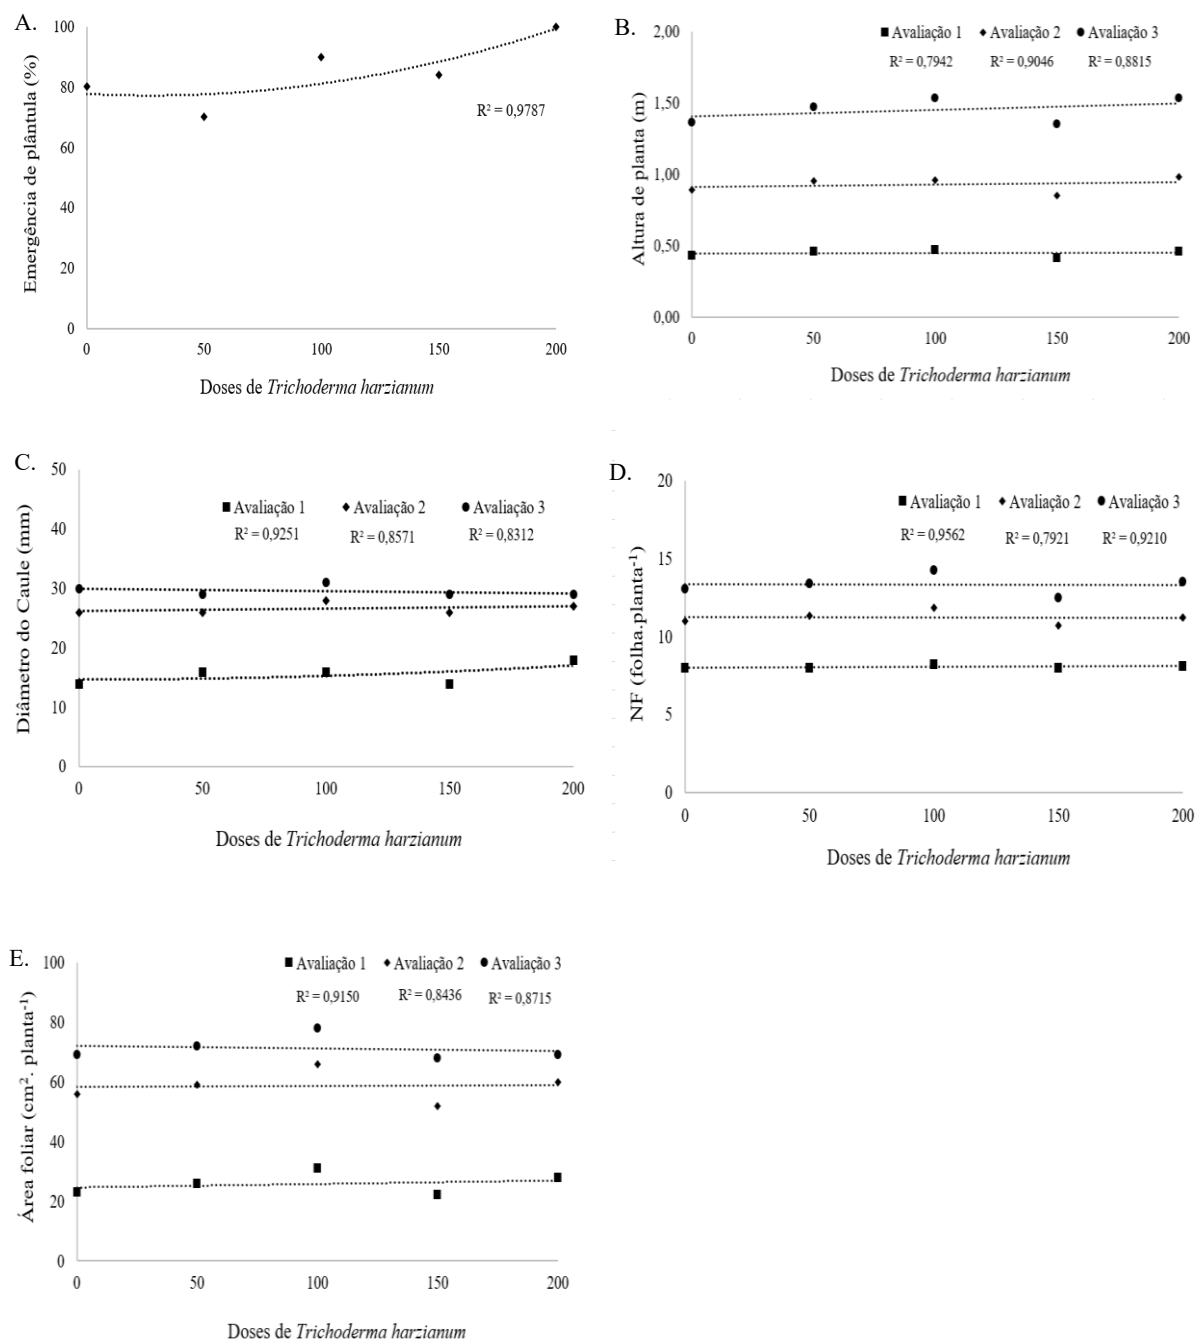 A.
Emergência de plântula (%)
100
80
60
40
20
0
R² = 0,9787
0 50 100 150 200
Doses de Trichoderma harzianum
B.
Altura de planta (m)
Avaliação 1 Avaliação 2 Avaliação 3
R² = 0,7942 R² = 0,9046 R² = 0,8815
2,00
1,50
1,00
0,50
0,00
0 50 100 150 200
Doses de Trichoderma harzianum
C.
Diâmetro do Caule (mm)
Avaliação 1 Avaliação 2 Avaliação 3
R² = 0,9251 R² = 0,8571 R² = 0,8312
50
40
30
20
10
0
0 50 100 150 200
Doses de Trichoderma harzianum
D.
NF (folha.planta⁻¹)
Avaliação 1 Avaliação 2 Avaliação 3
R² = 0,9562 R² = 0,7921 R² = 0,9210
20
15
10
5
0
0 50 100 150 200
Doses de Trichoderma harzianum
E.
Área foliar (cm². planta⁻¹)
Avaliação 1 Avaliação 2 Avaliação 3
R² = 0,9150 R² = 0,8436 R² = 0,8715
100
80
60
40
20
0
0 50 100 150 200
Doses de Trichoderma harzianum